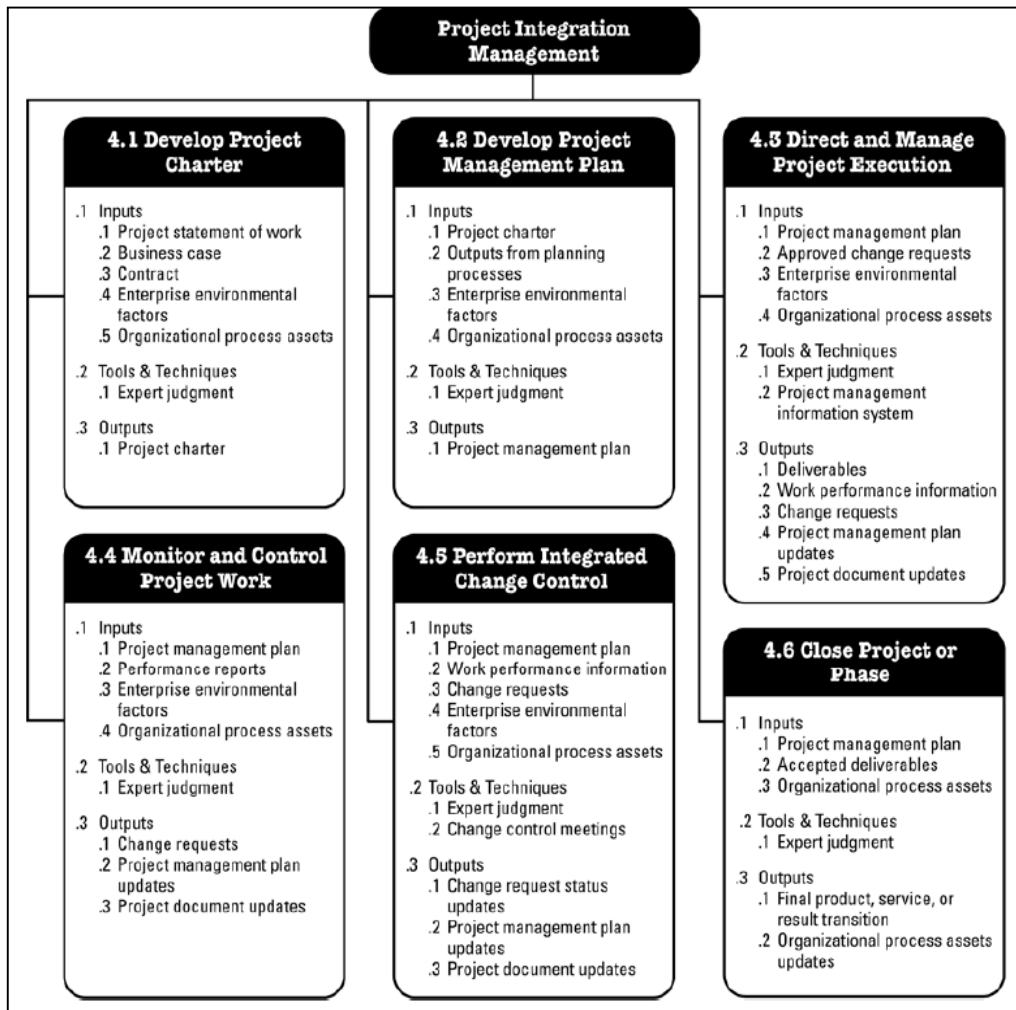 Project Integration
Management
4.1 Develop Project
Charter
.1 Inputs
.1 Project statement of work
.2 Business case
.3 Contract
.4 Enterprise environmental
factors
.5 Organizational process assets
.2 Tools & Techniques
.1 Expert judgment
.3 Outputs
.1 Project charter
4.2 Develop Project
Management Plan
.1 Inputs
.1 Project charter
.2 Outputs from planning
processes
.3 Enterprise environmental
factors
.4 Organizational process assets
.2 Tools & Techniques
.1 Expert judgment
.3 Outputs
.1 Project management plan
4.3 Direct and Manage
Project Execution
.1 Inputs
.1 Project management plan
.2 Approved change requests
.3 Enterprise environmental
factors
.4 Organizational process assets
.2 Tools & Techniques
.1 Expert judgment
.2 Project management
information system
.3 Outputs
.1 Deliverables
.2 Work performance information
.3 Change requests
.4 Project management plan
updates
.5 Project document updates
4.4 Monitor and Control
Project Work
.1 Inputs
.1 Project management plan
.2 Performance reports
.3 Enterprise environmental
factors
.4 Organizational process assets
.2 Tools & Techniques
.1 Expert judgment
.3 Outputs
.1 Change requests
.2 Project management plan
updates
.3 Project document updates
4.5 Perform Integrated
Change Control
.1 Inputs
.1 Project management plan
.2 Work performance information
.3 Change requests
.4 Enterprise environmental
factors
.5 Organizational process assets
.2 Tools & Techniques
.1 Expert judgment
.2 Change control meetings
.3 Outputs
.1 Change request status
updates
.2 Project management plan
updates
.3 Project document updates
4.6 Close Project or
Phase
.1 Inputs
.1 Project management plan
.2 Accepted deliverables
.3 Organizational process assets
.2 Tools & Techniques
.1 Expert judgment
.3 Outputs
.1 Final product, service, or
result transition
.2 Organizational process assets
updates